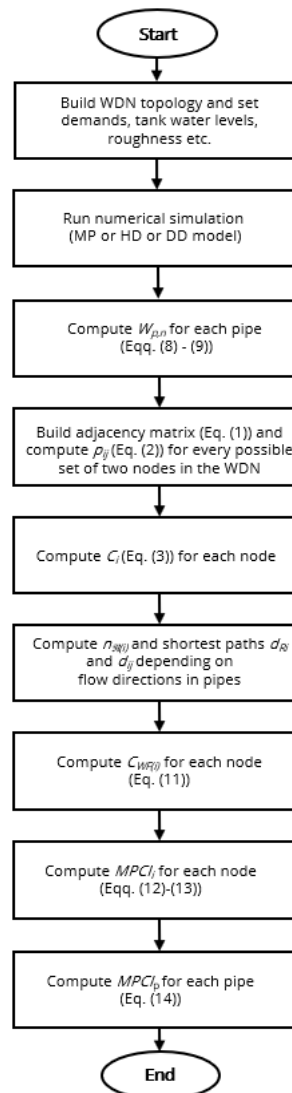 Start
Build WDN topology and set
demands, tank water levels,
roughness etc.
Run numerical simulation
(MP or HD or DD model)
Compute Wp,n for each pipe
(Eqq. (8) - (9))
Build adjacency matrix (Eq. (1)) and
compute pij (Eq. (2)) for every possible
set of two nodes in the WDN
Compute Ci (Eq. (3)) for each node
Compute and shortest paths dRi
and dij depending on
flow directions in pipes
Compute CWF(i) for each node
(Eq. (11))
Compute MPCIi for each node
(Eqq. (12)-(13))
Compute MPCIp for each pipe
(Eq. (14))
End